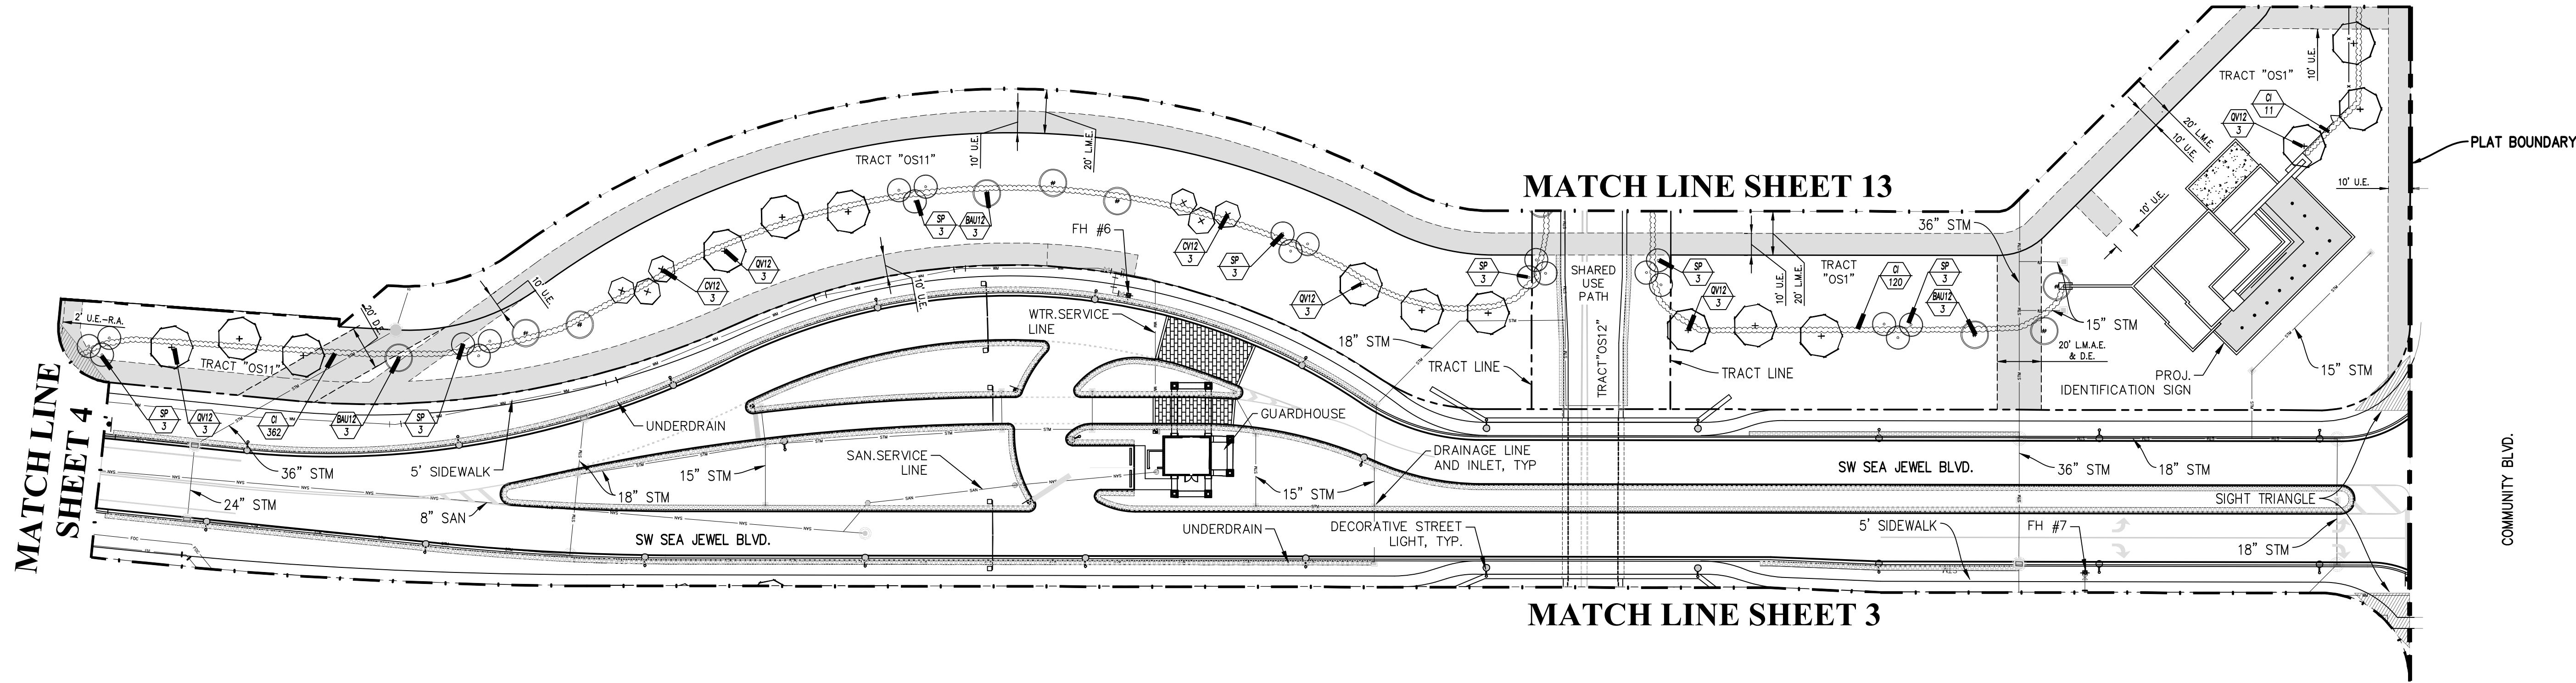 TRACT "OS1"
10' U.E.
CI
11
QV12
3
20' L.M.E.
10' U.E.
PLAT BOUNDARY
10' U.E.
10' U.E.
TRACT "OS11"
10' U.E.
20' L.M.E.
MATCH LINE SHEET 13
SP
3
BAU12
3
FH #6
CV12
3
SP
3
QV12
3
CV12
3
QV12
3
10' U.E.
10' U.E.
SP
3
SHARED
USE
PATH
SP
3
QV12
3
10' U.E.
20' L.M.E.
TRACT
"OS1"
CI
120
SP
3
BAU12
3
36" STM
15" STM
20' L.M.A.E.
& D.E.
PROJ.
IDENTIFICATION SIGN
15" STM
2' U.E.-R.A.
20' D.E.
TRACT "OS11"
WTR.SERVICE
LINE
18" STM
TRACT LINE
TRACT"OS12"
TRACT LINE
MATCH LINE
SHEET 4
SP
3
QV12
3
CI
362
BAU12
3
SP
3
UNDERDRAIN
GUARDHOUSE
36" STM
5' SIDEWALK
SAN.SERVICE
LINE
15" STM
DRAINAGE LINE
AND INLET, TYP
SW SEA JEWEL BLVD.
36" STM
18" STM
24" STM
8" SAN
18" STM
15" STM
SIGHT TRIANGLE
SW SEA JEWEL BLVD.
UNDERDRAIN
DECORATIVE STREET
LIGHT, TYP.
5' SIDEWALK
FH #7
18" STM
COMMUNITY BLVD.
MATCH LINE SHEET 3